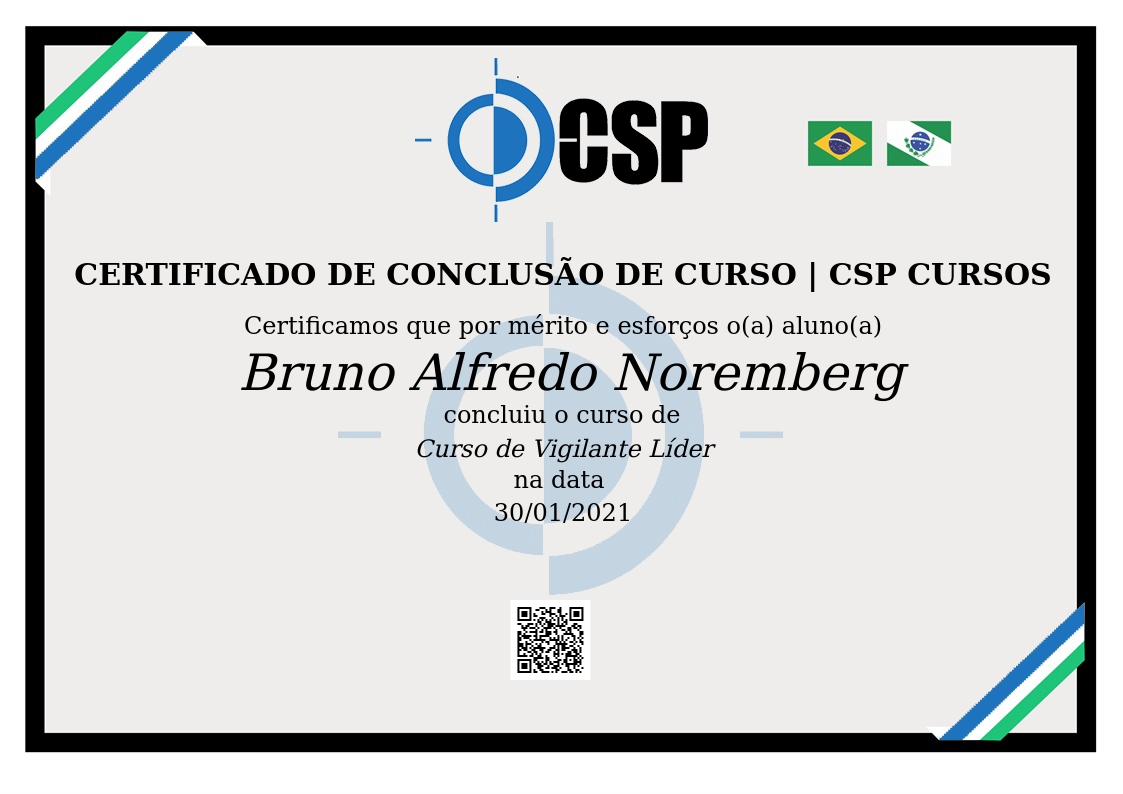 CSP
CERTIFICADO DE CONCLUSÃO DE CURSO | CSP CURSOS
Certificamos que por mérito e esforços o(a) aluno(a)
Bruno Alfredo Noremberg
concluiu o curso de
Curso de Vigilante Líder
na data
30/01/2021